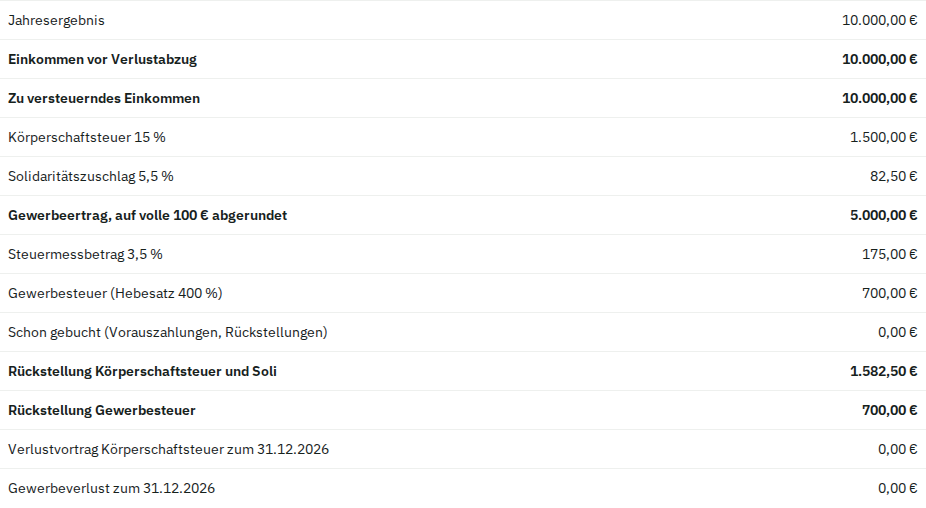 Jahresergebnis 10.000,00 €
Einkommen vor Verlustabzug 10.000,00 €
Zu versteuerndes Einkommen 10.000,00 €
Körperschaftsteuer 15 % 1.500,00 €
Solidaritätszuschlag 5,5 % 82,50 €
Gewerbeertrag, auf volle 100 € abgerundet 5.000,00 €
Steuermessbetrag 3,5 % 175,00 €
Gewerbesteuer (Hebesatz 400 %) 700,00 €
Schon gebucht (Vorauszahlungen, Rückstellungen) 0,00 €
Rückstellung Körperschaftsteuer und Soli 1.582,50 €
Rückstellung Gewerbesteuer 700,00 €
Verlustvortrag Körperschaftsteuer zum 31.12.2026 0,00 €
Gewerbeverlust zum 31.12.2026 0,00 €